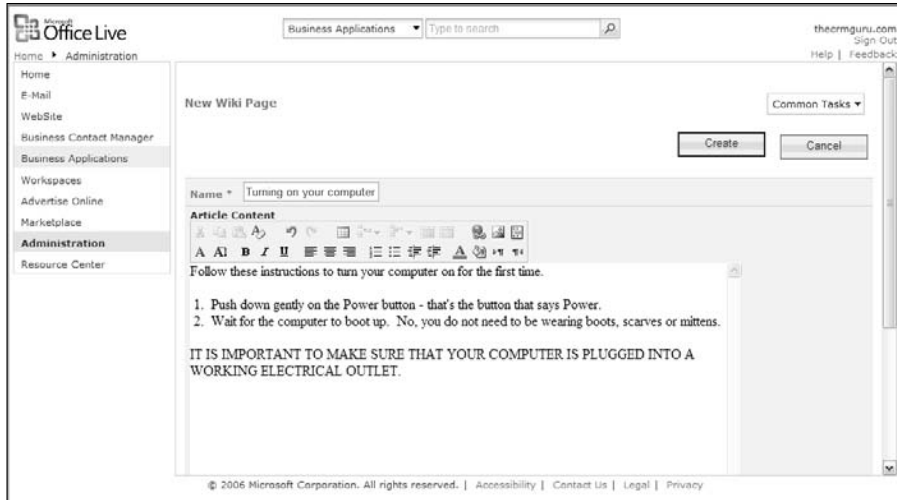 Microsoft
Office Live
Business Applications Type to search
thecrmguru.com
Sign Out
Home Administration
Help | Feedback
Home
E-Mail
WebSite
Business Contact Manager
Business Applications
Workspaces
Advertise Online
Marketplace
Administration
Resource Center
New Wiki Page
Common Tasks
Create Cancel
Name * Turning on your computer
Article Content
A A B I U A
Follow these instructions to turn your computer on for the first time.
1. Push down gently on the Power button - that's the button that says Power.
2. Wait for the computer to boot up. No, you do not need to be wearing boots, scarves or mittens.
IT IS IMPORTANT TO MAKE SURE THAT YOUR COMPUTER IS PLUGGED INTO A
WORKING ELECTRICAL OUTLET.
© 2006 Microsoft Corporation. All rights reserved. | Accessibility | Contact Us | Legal | Privacy